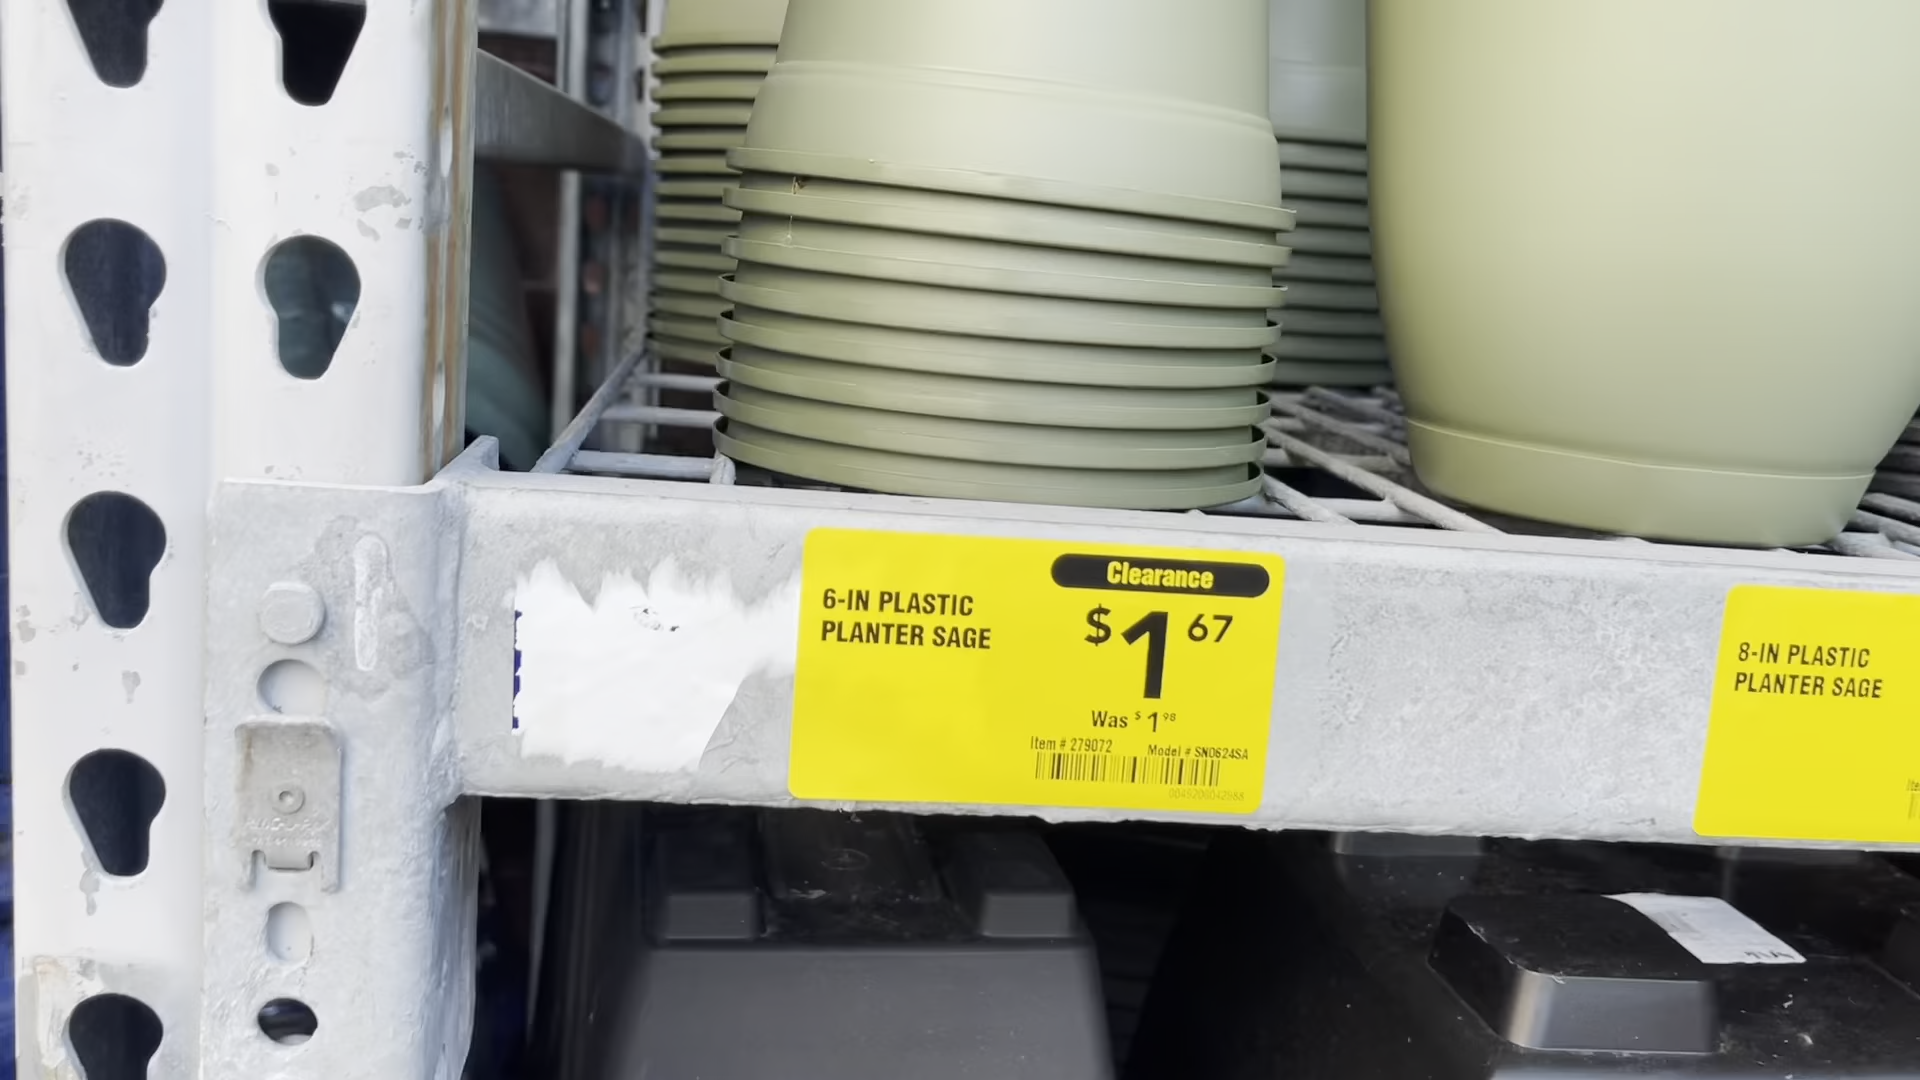 6-IN PLASTIC
PLANTER SAGE
Clearance
$1 67
Was $1 98
Item # 279072 Model # SN0624SA
8-IN PLASTIC
PLANTER SAGE